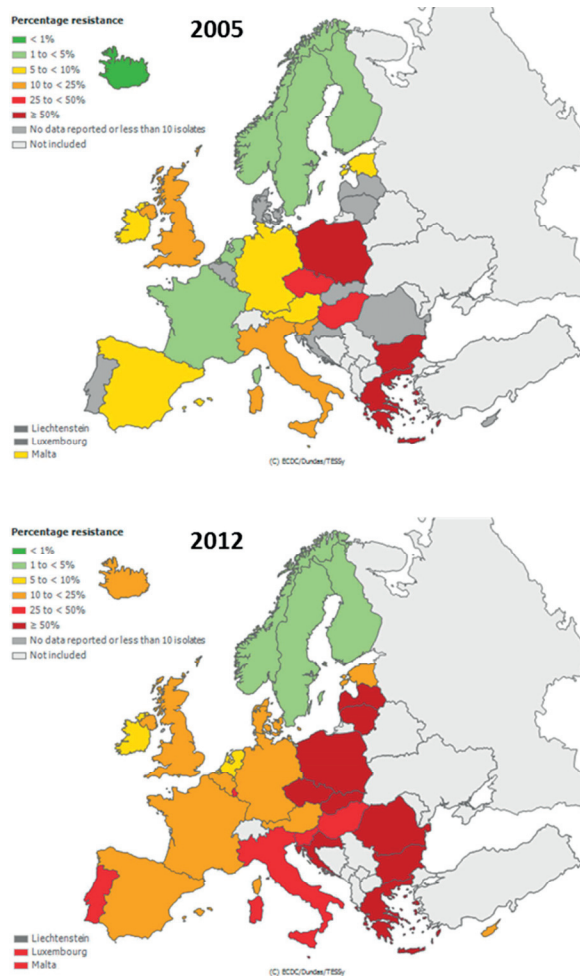 Percentage resistance
2005
< 1%
1 to < 5%
5 to < 10%
10 to < 25%
25 to < 50%
≥ 50%
No data reported or less than 10 isolates
Not included
Liechtenstein
Luxembourg
Malta
(C) ECDC/Dundas/TESSy
Percentage resistance
2012
< 1%
1 to < 5%
5 to < 10%
10 to < 25%
25 to < 50%
≥ 50%
No data reported or less than 10 isolates
Not included
Liechtenstein
Luxembourg
Malta
(C) ECDC/Dundas/TESSy